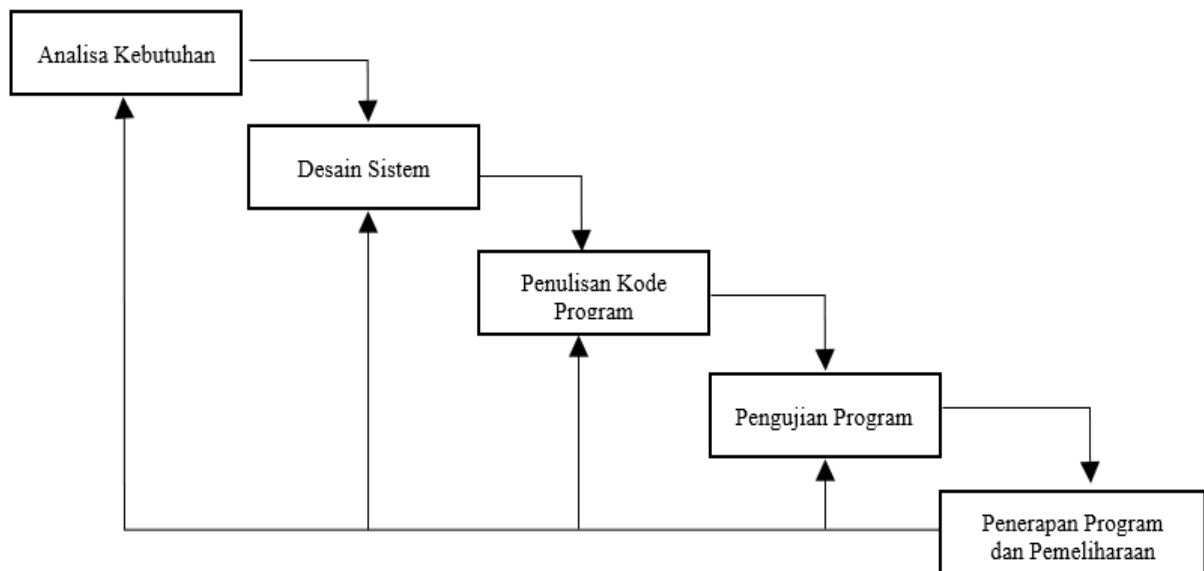 Analisa Kebutuhan
Desain Sistem
Penulisan Kode
Program
Pengujian Program
Penerapan Program
dan Pemeliharaan